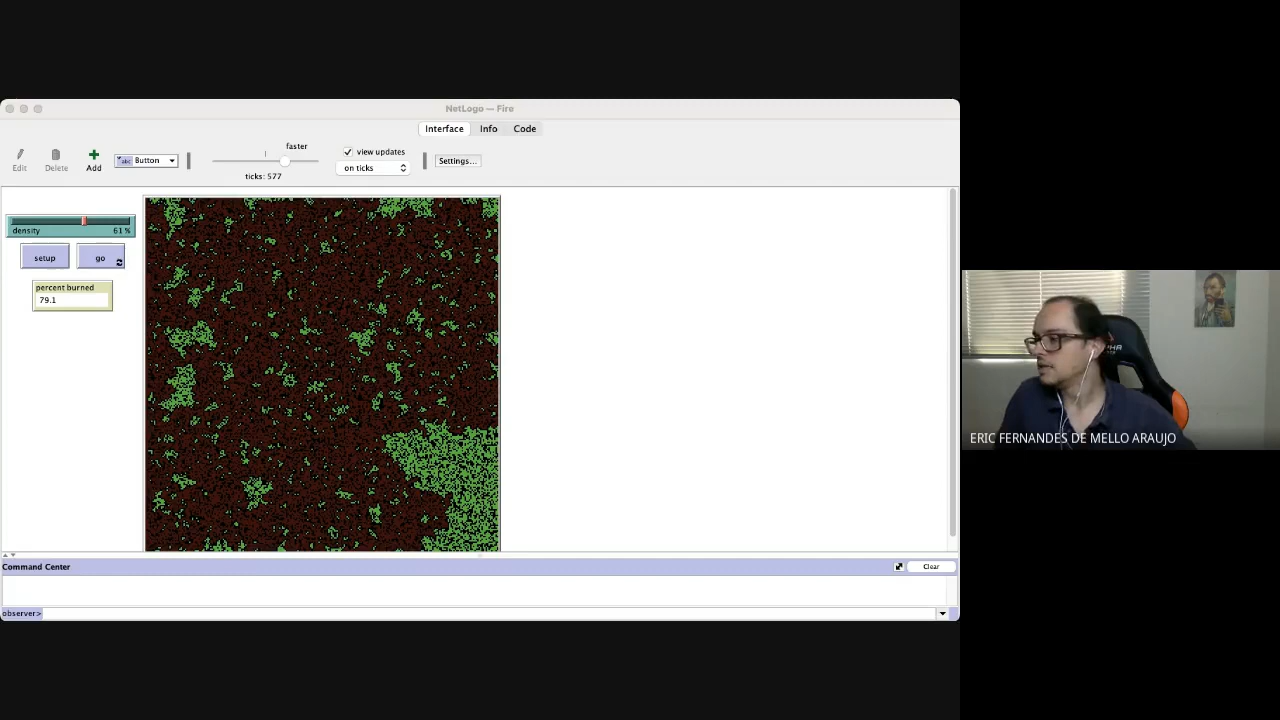 NetLogo — Fire
Interface Info Code
Edit Delete Add abc Button faster ticks: 577 view updates on ticks Settings...
density 61 %
setup go
percent burned
79.1
Command Center Clear
observer>
ERIC FERNANDES DE MELLO ARAUJO